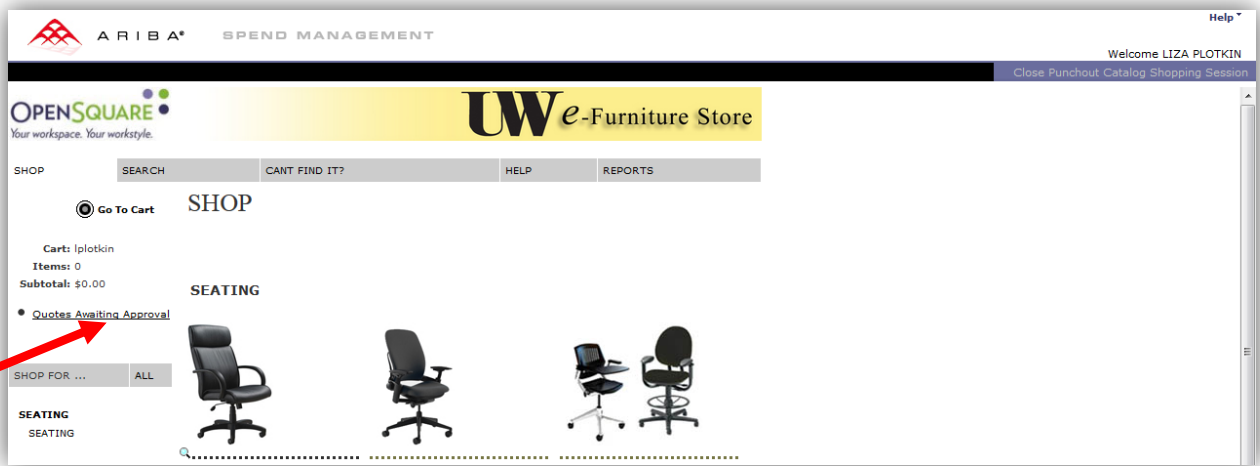 Help
ARIBA® SPEND MANAGEMENT
Welcome LIZA PLOTKIN
Close Punchout Catalog Shopping Session
OPENSQUARE
Your workspace. Your workstyle.
UW e-Furniture Store
SHOP SEARCH CANT FIND IT? HELP REPORTS
Go To Cart
SHOP
Cart: lplotkin
Items: 0
Subtotal: $0.00
SEATING
Quotes Awaiting Approval
SHOP FOR ... ALL
SEATING
SEATING